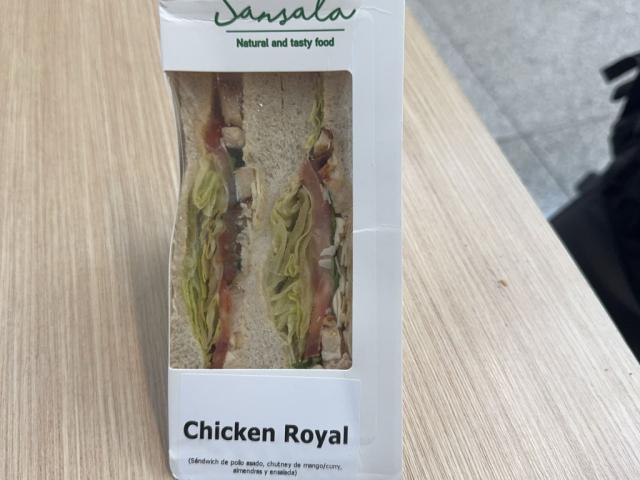 Sansala
Natural and tasty food
Chicken Royal
(Sándwich de pollo asado, chutney de mango/curry,
almendras y ensalada)